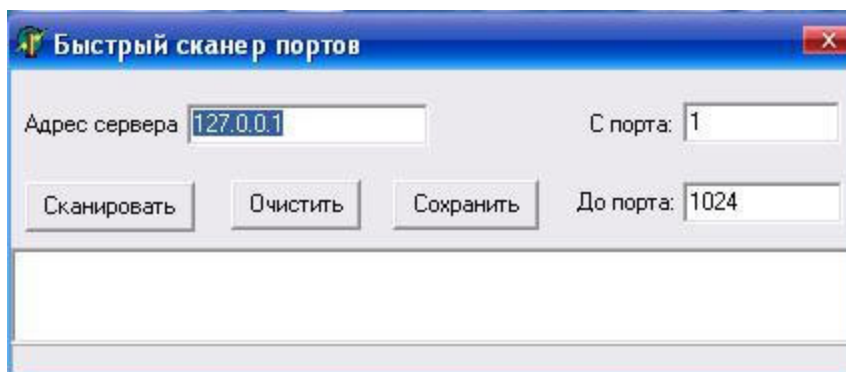 Быстрый сканер портов
Адрес сервера 127.0.0.1 С порта: 1
Сканировать Очистить Сохранить До порта: 1024